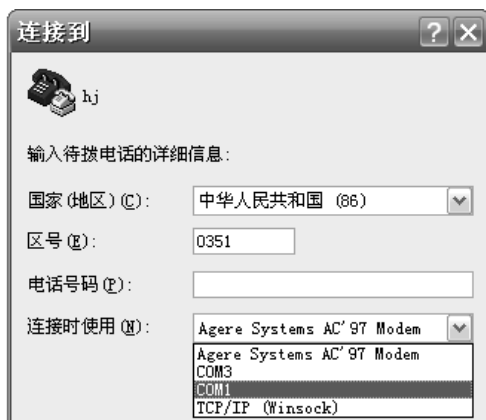 连接到
hj
输入待拨电话的详细信息:
国家(地区)(C): 中华人民共和国 (86)
区号(E): 0351
电话号码(P):
连接时使用(N): Agere Systems AC'97 Modem
Agere Systems AC'97 Modem
COM3
COM1
TCP/IP (Winsock)